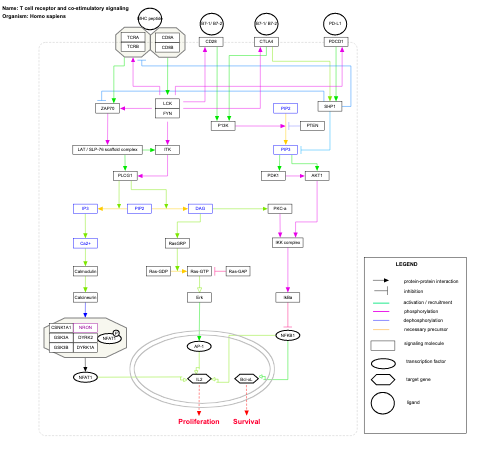 Name: T cell receptor and co-stimulatory signaling
Organism: Homo sapiens
MHC peptide
B7-1/ B7-2
B7-1/ B7-2
PD-L1
TCRA
CD8A
TCRB
CD8B
CD28
CTLA4
PDCD1
ZAP70
LCK
FYN
SHP1
PIP2
PI3K
PTEN
LAT / SLP-76 scaffold complex
ITK
PIP3
PLCG1
PDK1
AKT1
IP3
PIP2
DAG
PKC-α
Ca2+
RasGRP
IKK complex
Calmodulin
Ras-GDP
Ras-GTP
Ras-GAP
Calcineurin
Erk
IkBa
CSNK1A1
NRON
P
GSK3A
DYRK2
NFAT1
GSK3B
DYRK1A
AP-1
NFKB1
NFAT1
IL2
Bcl-xL
Proliferation
Survival
LEGEND
protein-protein interaction
inhibition
activation / recruitment
phosphorylation
dephosphorylation
necessary precursor
signaling molecule
transcription factor
target gene
ligand